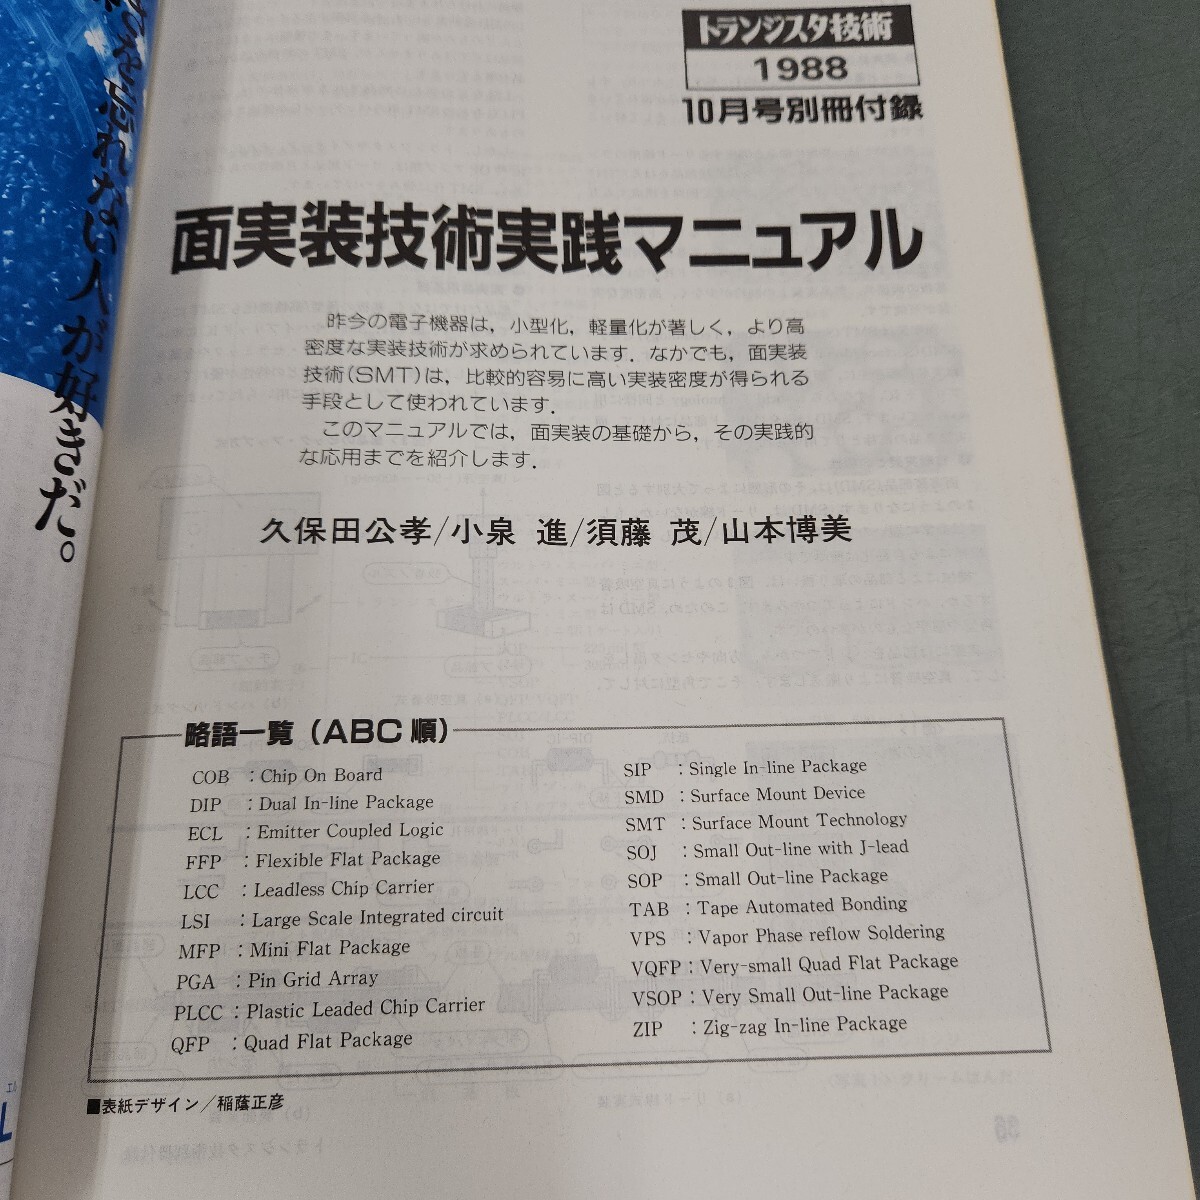 を忘れない人が好きだ。
トランジスタ技術
1988
10月号別冊付録
面実装技術実践マニュアル
昨今の電子機器は，小型化，軽量化が著しく，より高
密度な実装技術が求められています．なかでも，面実装
技術(SMT)は，比較的容易に高い実装密度が得られる
手段として使われています．
このマニュアルでは，面実装の基礎から，その実践的
な応用までを紹介します．
久保田公孝/小泉 進/須藤 茂/山本博美
略語一覧（ABC順）
COB ：Chip On Board
DIP ：Dual In-line Package
ECL ：Emitter Coupled Logic
FFP ：Flexible Flat Package
LCC ：Leadless Chip Carrier
LSI ：Large Scale Integrated circuit
MFP ：Mini Flat Package
PGA ：Pin Grid Array
PLCC：Plastic Leaded Chip Carrier
QFP ：Quad Flat Package
SIP ：Single In-line Package
SMD ：Surface Mount Device
SMT ：Surface Mount Technology
SOJ ：Small Out-line with J-lead
SOP ：Small Out-line Package
TAB ：Tape Automated Bonding
VPS ：Vapor Phase reflow Soldering
VQFP：Very-small Quad Flat Package
VSOP：Very Small Out-line Package
ZIP ：Zig-zag In-line Package
■表紙デザイン／稲蔭正彦